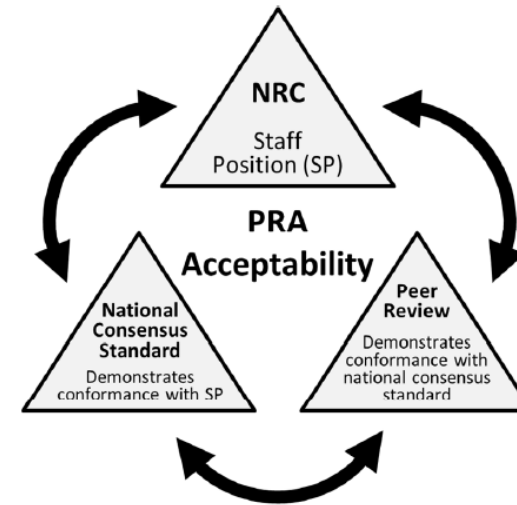 NRC
Staff
Position (SP)
PRA
Acceptability
National
Consensus
Standard
Demonstrates
conformance with SP
Peer
Review
Demonstrates
conformance with
national consensus
standard